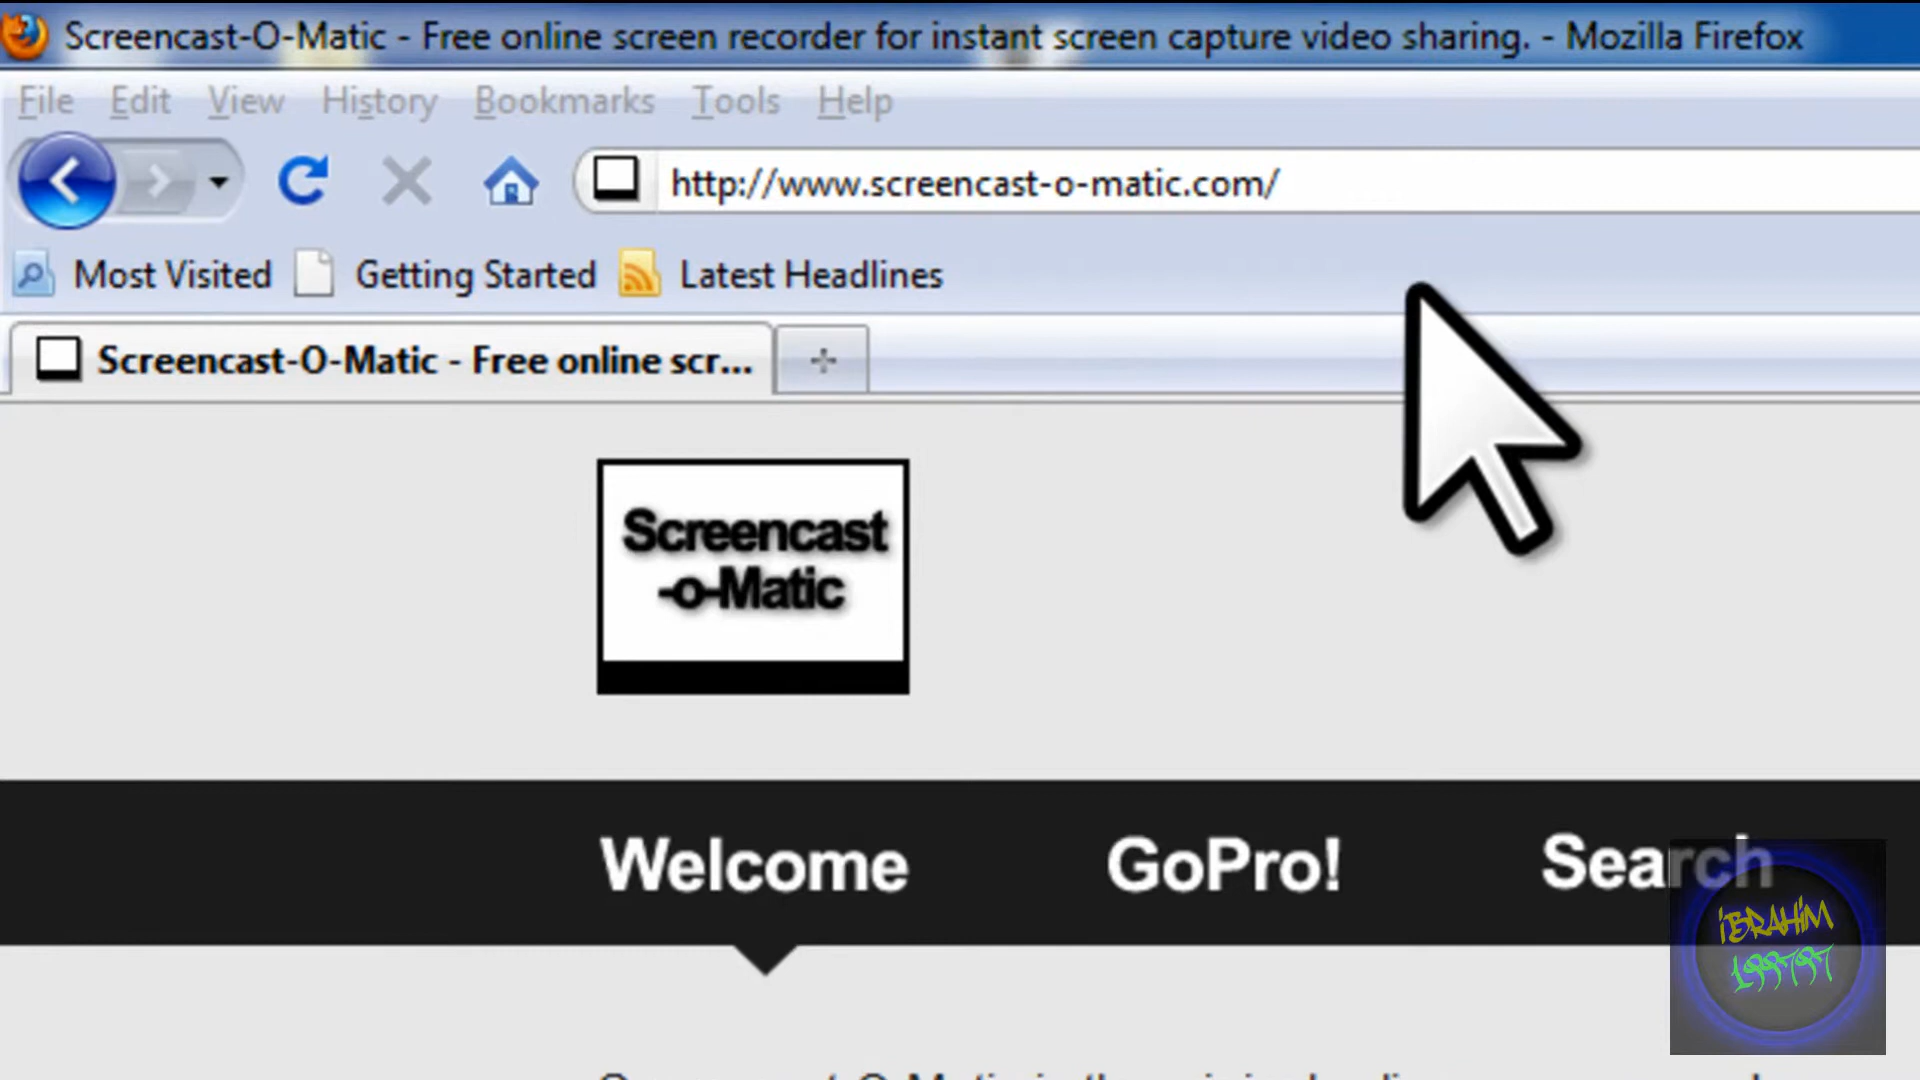 Screencast-O-Matic - Free online screen recorder for instant screen capture video sharing. - Mozilla Firefox
File Edit View History Bookmarks Tools Help
http://www.screencast-o-matic.com/
Most Visited Getting Started Latest Headlines
Screencast-O-Matic - Free online scr...
Screencast
-o-Matic
Welcome GoPro! Search
iBRAHiM
199797